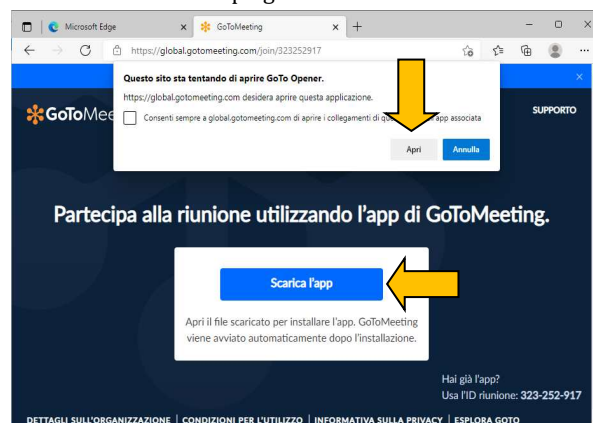 Microsoft Edge
GoToMeeting
https://global.gotomeeting.com/join/323252917
Questo sito sta tentando di aprire GoTo Opener.
https://global.gotomeeting.com desidera aprire questa applicazione.
Consenti sempre a global.gotomeeting.com di aprire i collegamenti di app associata
Apri
Annulla
GoToMee
SUPPORTO
Partecipa alla riunione utilizzando l'app di GoToMeeting.
Scarica l'app
Apri il file scaricato per installare l'app. GoToMeeting
viene avviato automaticamente dopo l'installazione.
Hai già l'app?
Usa l'ID riunione: 323-252-917
DETTAGLI SULL'ORGANIZZAZIONE | CONDIZIONI PER L'UTILIZZO | INFORMATIVA SULLA PRIVACY | ESPLORA GOTO